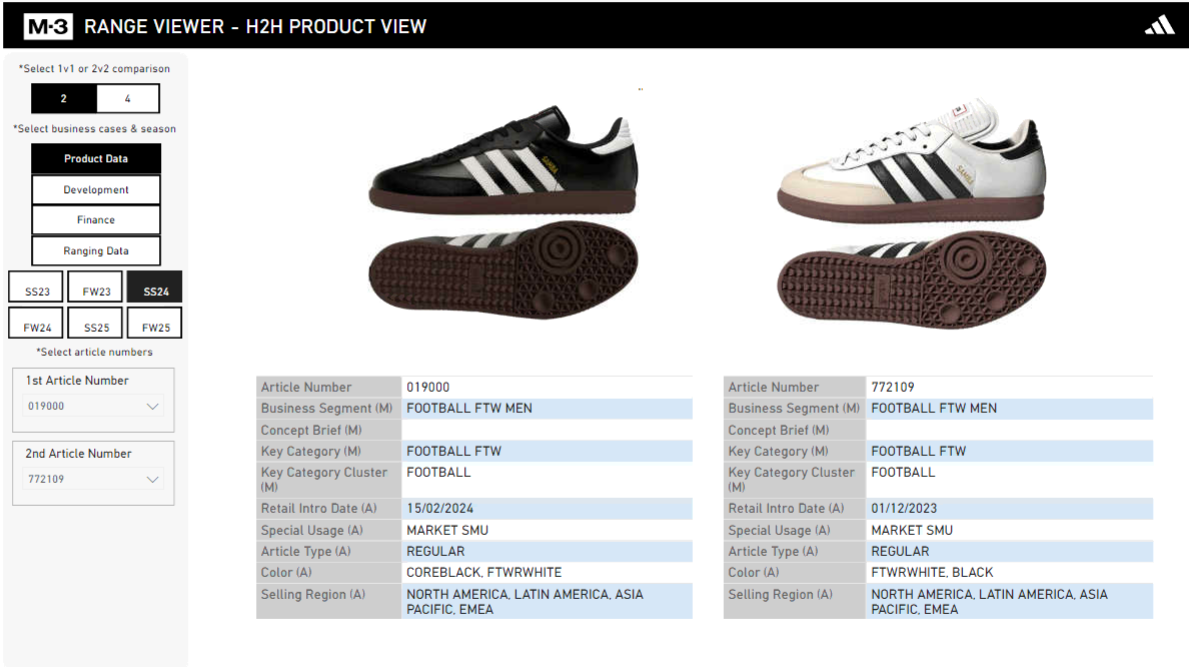 M-3 RANGE VIEWER - H2H PRODUCT VIEW
*Select 1v1 or 2v2 comparison
2 4
*Select business cases & season
Product Data
Development
Finance
Ranging Data
SS23 FW23 SS24
FW24 SS25 FW25
*Select article numbers
1st Article Number
019000
2nd Article Number
772109
SAMBA
SAMBA
Article Number 019000
Business Segment (M) FOOTBALL FTW MEN
Concept Brief (M)
Key Category (M) FOOTBALL FTW
Key Category Cluster FOOTBALL
(M)
Retail Intro Date (A) 15/02/2024
Special Usage (A) MARKET SMU
Article Type (A) REGULAR
Color (A) COREBLACK, FTWRWHITE
Selling Region (A) NORTH AMERICA, LATIN AMERICA, ASIA
PACIFIC, EMEA
Article Number 772109
Business Segment (M) FOOTBALL FTW MEN
Concept Brief (M)
Key Category (M) FOOTBALL FTW
Key Category Cluster FOOTBALL
(M)
Retail Intro Date (A) 01/12/2023
Special Usage (A) MARKET SMU
Article Type (A) REGULAR
Color (A) FTWRWHITE, BLACK
Selling Region (A) NORTH AMERICA, LATIN AMERICA, ASIA
PACIFIC, EMEA